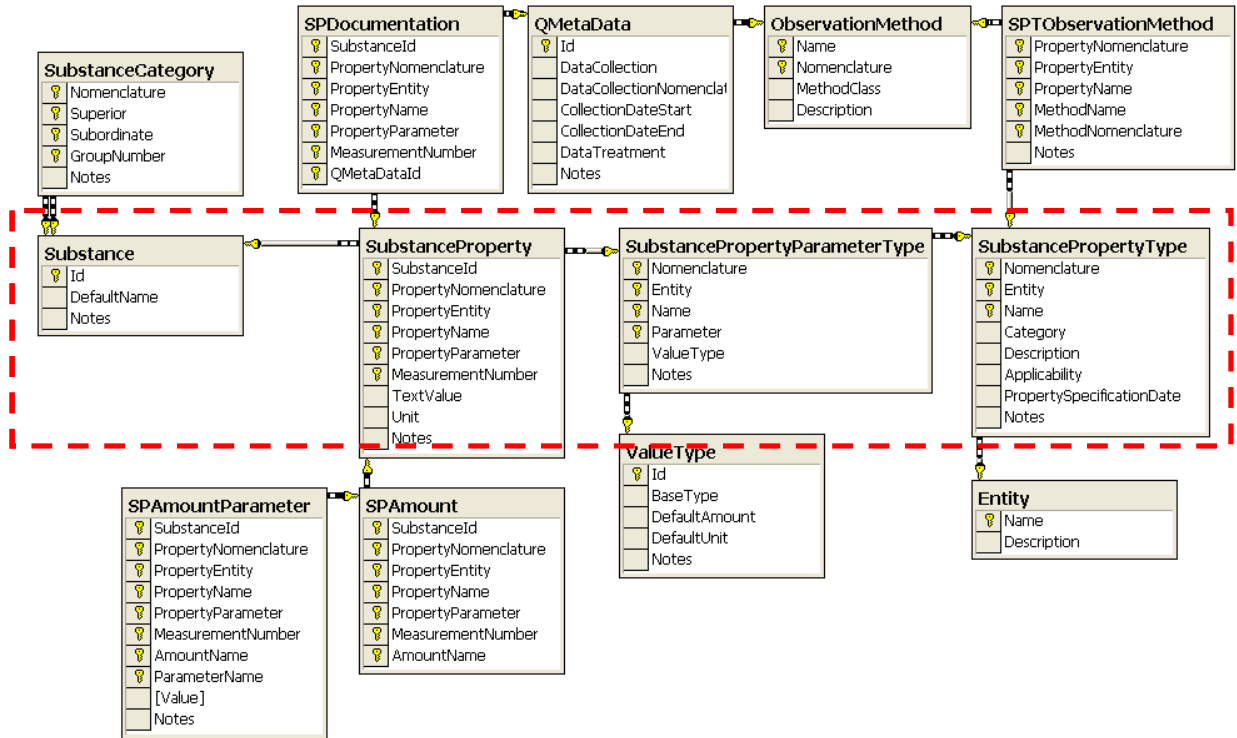 SPDocumentation
SubstanceId
PropertyNomenclature
PropertyEntity
PropertyName
PropertyParameter
MeasurementNumber
QMetaDataId
QMetaData
Id
DataCollection
DataCollectionNomenclat
CollectionDateStart
CollectionDateEnd
DataTreatment
Notes
ObservationMethod
Name
Nomenclature
MethodClass
Description
SPTObservationMethod
PropertyNomenclature
PropertyEntity
PropertyName
MethodName
MethodNomenclature
Notes
SubstanceCategory
Nomenclature
Superior
Subordinate
GroupNumber
Notes
Substance
Id
DefaultName
Notes
SubstanceProperty
SubstanceId
PropertyNomenclature
PropertyEntity
PropertyName
PropertyParameter
MeasurementNumber
TextValue
Unit
Notes
SubstancePropertyParameterType
Nomenclature
Entity
Name
Parameter
ValueType
Notes
SubstancePropertyType
Nomenclature
Entity
Name
Category
Description
Applicability
PropertySpecificationDate
Notes
ValueType
Id
BaseType
DefaultAmount
DefaultUnit
Notes
Entity
Name
Description
SPAmountParameter
SubstanceId
PropertyNomenclature
PropertyEntity
PropertyName
PropertyParameter
MeasurementNumber
AmountName
ParameterName
[Value]
Notes
SPAmount
SubstanceId
PropertyNomenclature
PropertyEntity
PropertyName
PropertyParameter
MeasurementNumber
AmountName